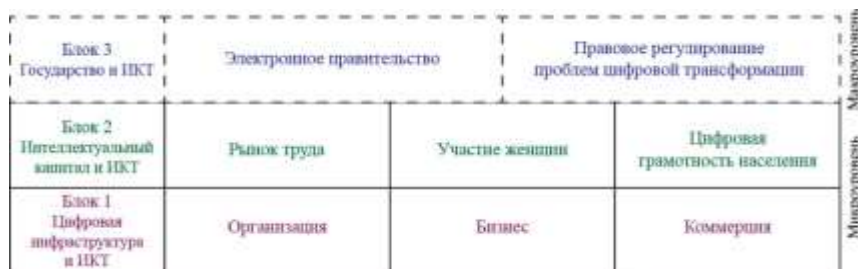 Блок 3
Государство и ИКТ
Электронное правительство
Правовое регулирование
проблем цифровой трансформации
Макроуровень
Блок 2
Интеллектуальный
капитал и ИКТ
Рынок труда
Участие женщин
Цифровая
грамотность населения
Микроуровень
Блок 1
Цифровая
инфраструктура
и ИКТ
Организация
Бизнес
Коммерция